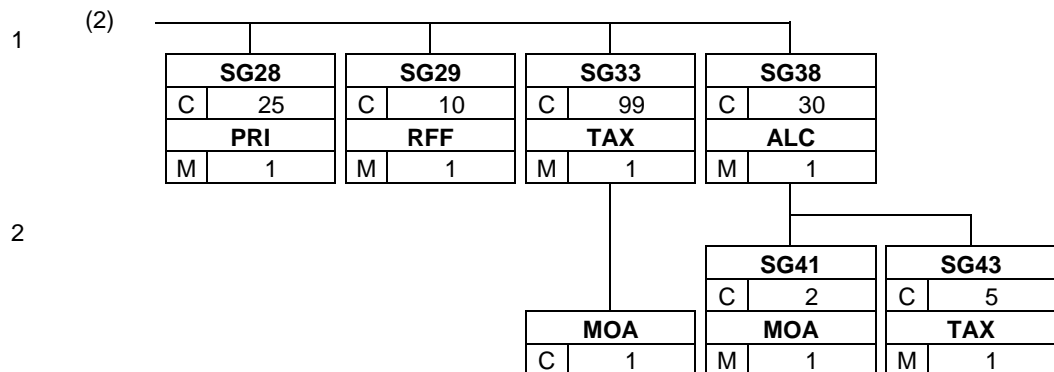 (2)
1
SG28 SG29 SG33 SG38
C 25 C 10 C 99 C 30
PRI RFF TAX ALC
M 1 M 1 M 1 M 1
2
SG41 SG43
C 2 C 5
MOA MOA TAX
C 1 M 1 M 1